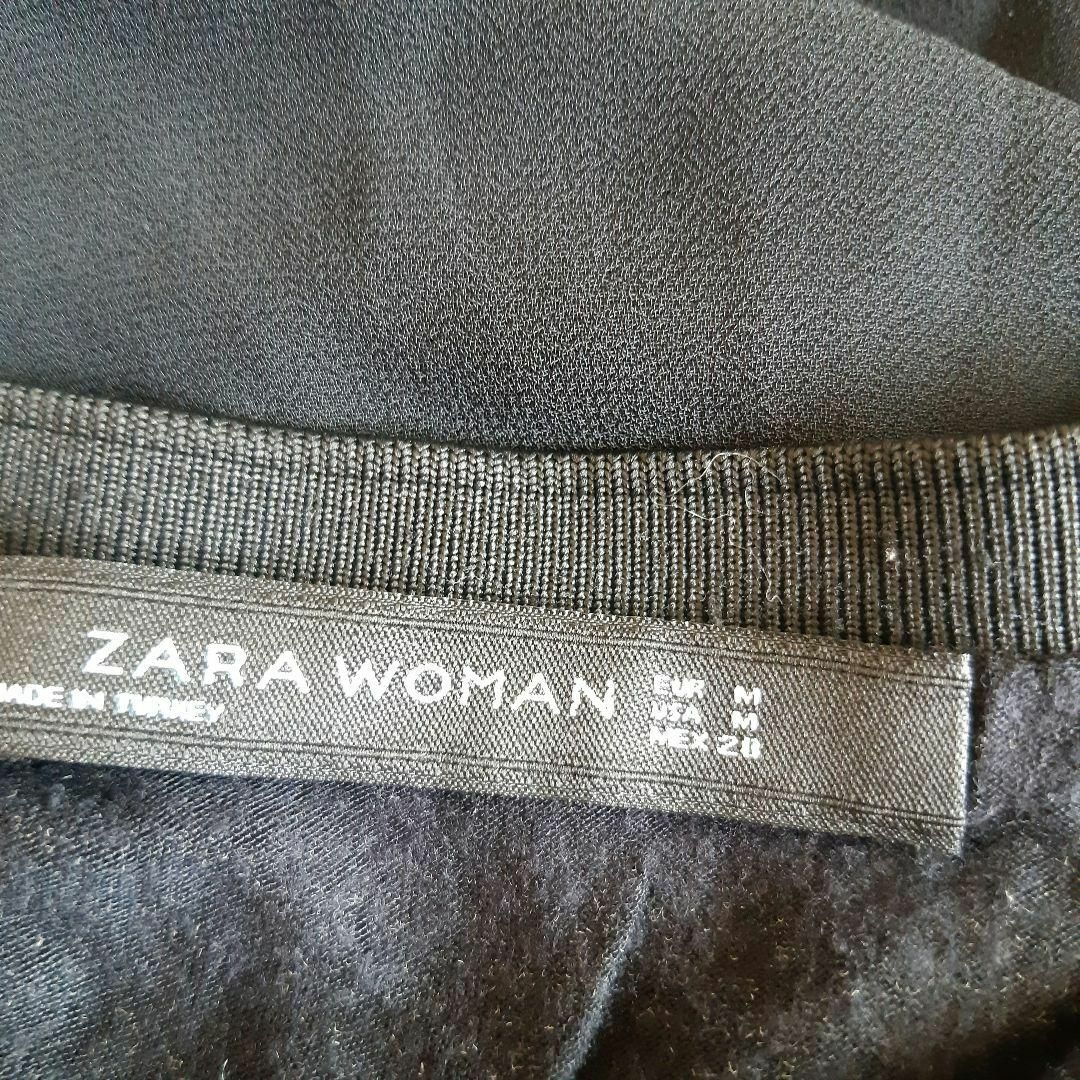 ZARA WOMAN
MADE IN TURKEY
EUR M
USA M
MEX 28